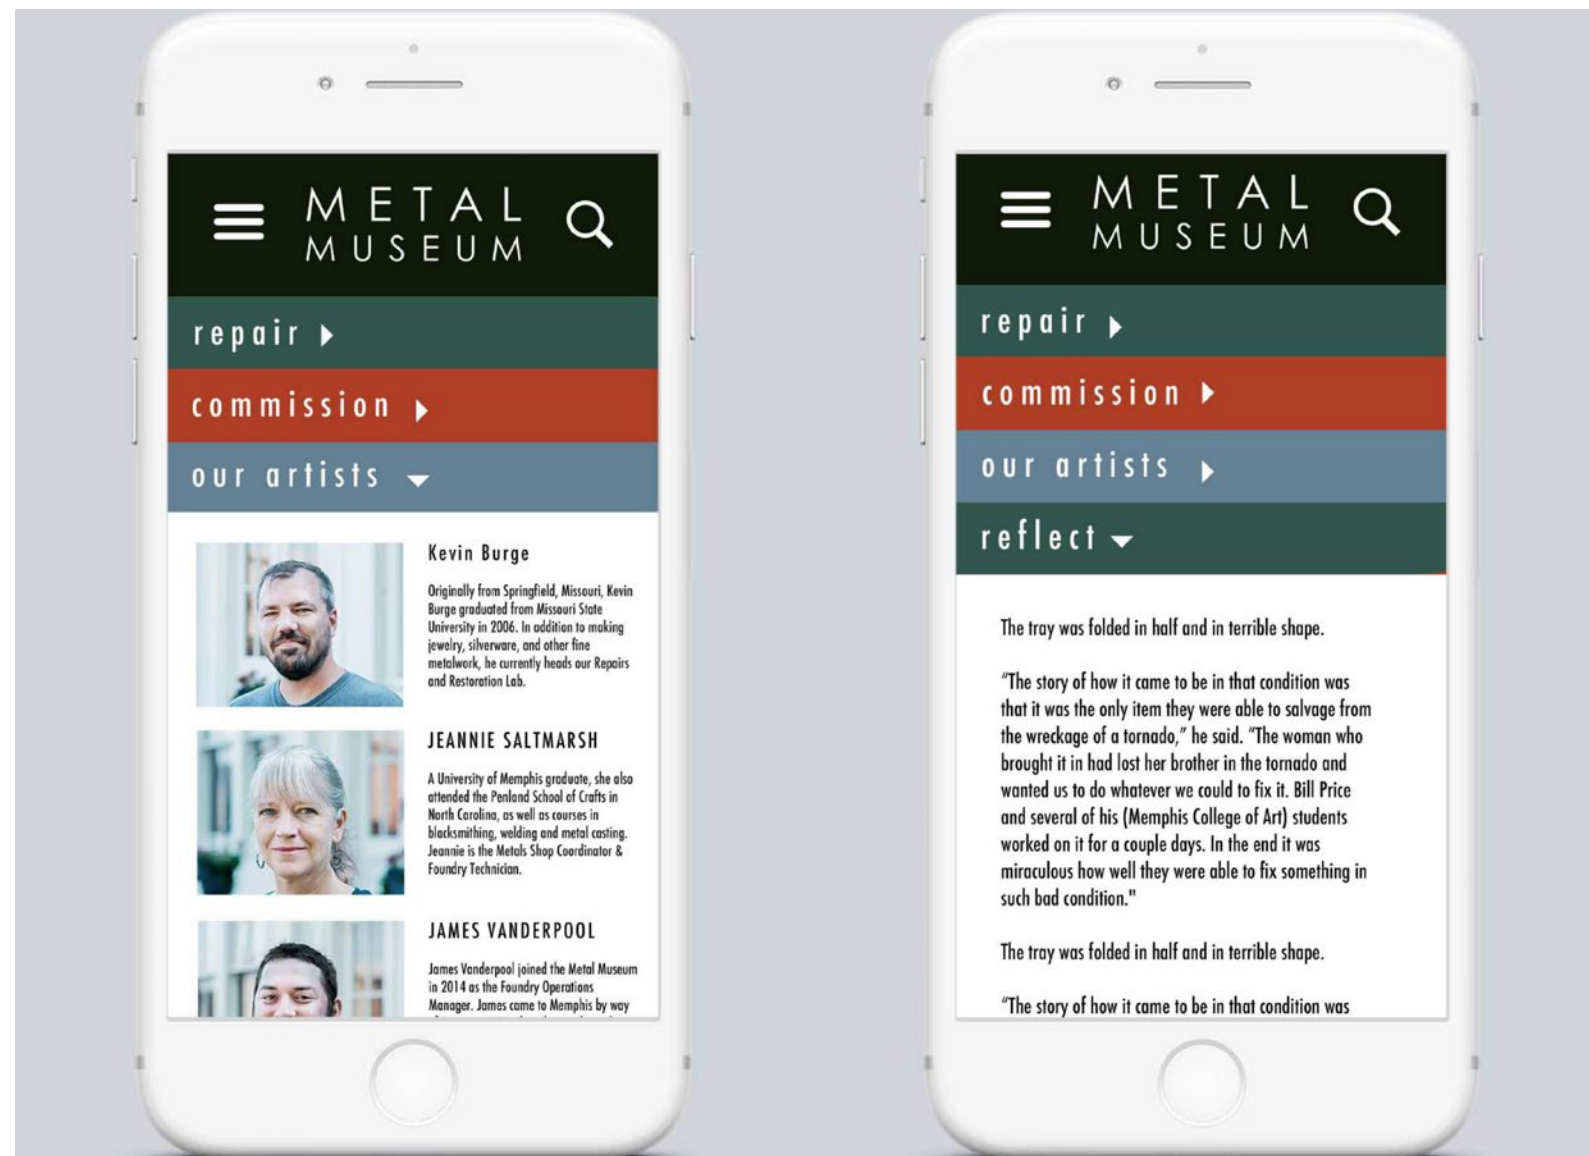 METAL
MUSEUM
repair
commission
our artists
Kevin Burge
Originally from Springfield, Missouri, Kevin
Burge graduated from Missouri State
University in 2006. In addition to making
jewelry, silverware, and other fine
metalwork, he currently heads our Repairs
and Restoration Lab.
JEANNIE SALTMARSH
A University of Memphis graduate, she also
attended the Penland School of Crafts in
North Carolina, as well as courses in
blacksmithing, welding and metal casting.
Jeannie is the Metals Shop Coordinator &
Foundry Technician.
JAMES VANDERPOOL
James Vanderpool joined the Metal Museum
in 2014 as the Foundry Operations
Manager. James came to Memphis by way
METAL
MUSEUM
repair
commission
our artists
reflect
The tray was folded in half and in terrible shape.
“The story of how it came to be in that condition was
that it was the only item they were able to salvage from
the wreckage of a tornado,” he said. “The woman who
brought it in had lost her brother in the tornado and
wanted us to do whatever we could to fix it. Bill Price
and several of his (Memphis College of Art) students
worked on it for a couple days. In the end it was
miraculous how well they were able to fix something in
such bad condition."
The tray was folded in half and in terrible shape.
“The story of how it came to be in that condition was